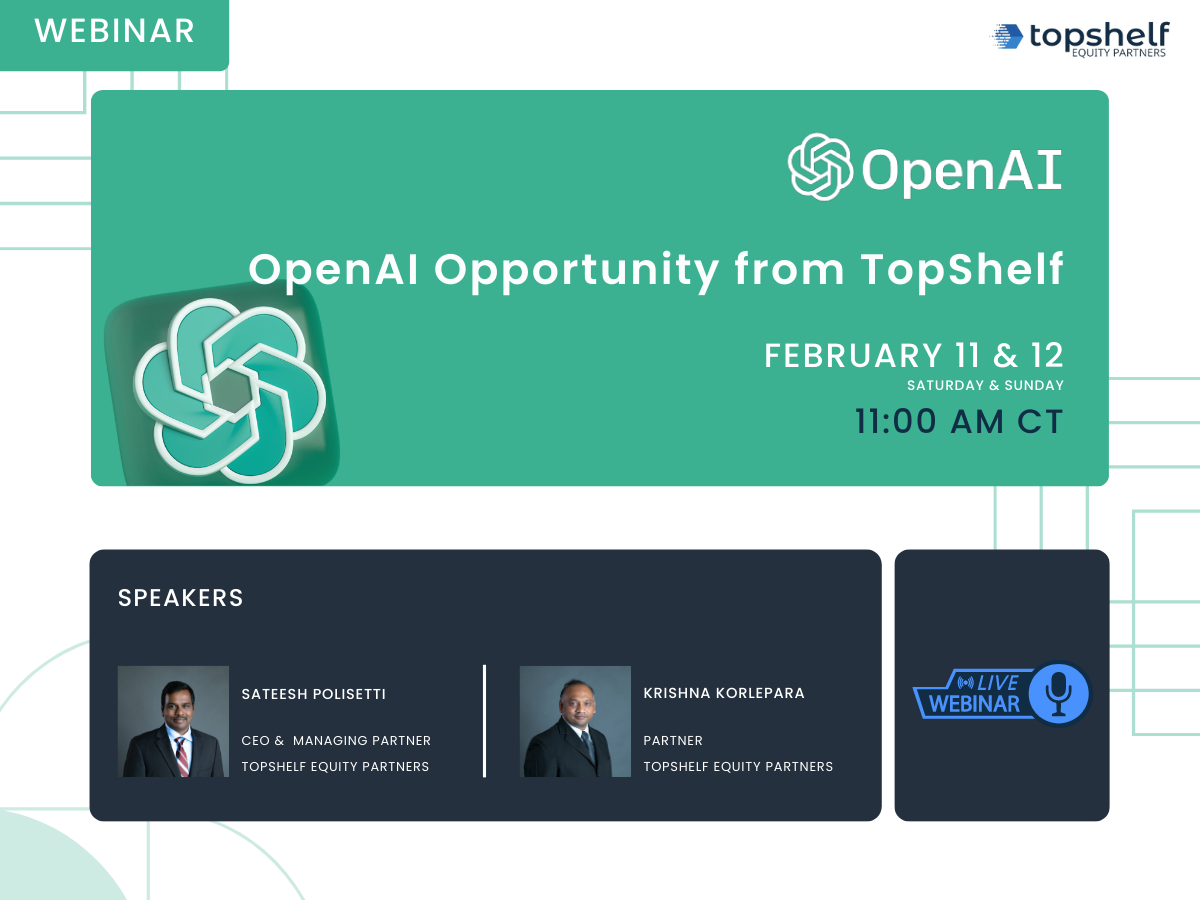 WEBINAR
topshelf
EQUITY PARTNERS
OpenAI
OpenAI Opportunity from TopShelf
FEBRUARY 11 & 12
SATURDAY & SUNDAY
11:00 AM CT
SPEAKERS
SATEESH POLISETTI
CEO & MANAGING PARTNER
TOPSHELF EQUITY PARTNERS
KRISHNA KORLEPARA
PARTNER
TOPSHELF EQUITY PARTNERS
LIVE
WEBINAR